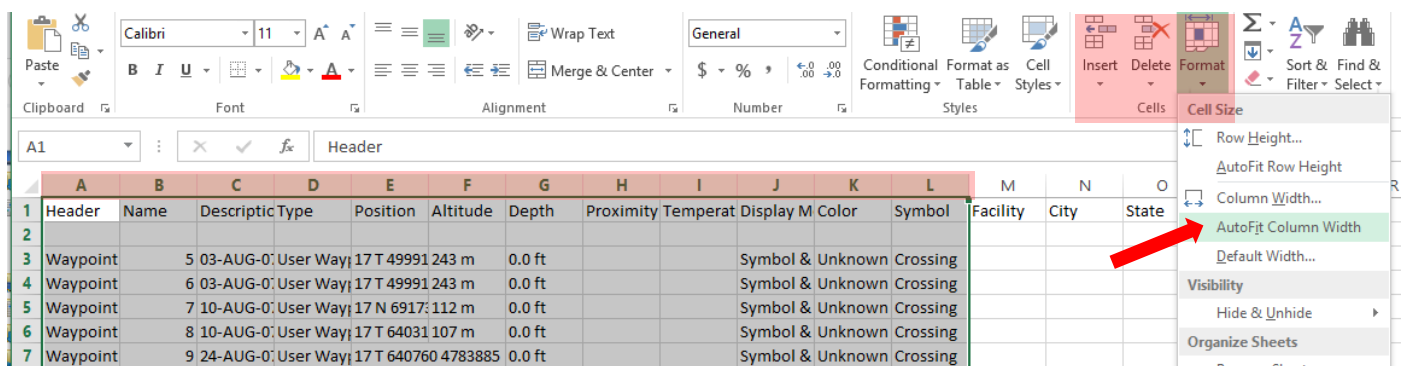 Calibri 11 A A Wrap Text General Σ
Paste B I U A Merge & Center $ % , .0 .00 .00 .0 Conditional Format as Cell Insert Delete Format Sort & Find &
Formatting Table Styles Filter Select
Clipboard Font Alignment Number Styles Cells Cell Size
Row Height...
A1 fx Header
AutoFit Row Height
A B C D E F G H I J K L M N O R
Column Width...
1 Header Name Descriptic Type Position Altitude Depth Proximity Temperat Display M Color Symbol Facility City State
AutoFit Column Width
2
Default Width...
3 Waypoint 5 03-AUG-0 User Way 17 T 49991 243 m 0.0 ft Symbol & Unknown Crossing
4 Waypoint 6 03-AUG-0 User Way 17 T 49991 243 m 0.0 ft Symbol & Unknown Crossing
Visibility
5 Waypoint 7 10-AUG-0 User Way 17 N 6917 112 m 0.0 ft Symbol & Unknown Crossing
Hide & Unhide
6 Waypoint 8 10-AUG-0 User Way 17 T 64031 107 m 0.0 ft Symbol & Unknown Crossing
Organize Sheets
7 Waypoint 9 24-AUG-0 User Way 17 T 640760 4783885 0.0 ft Symbol & Unknown Crossing